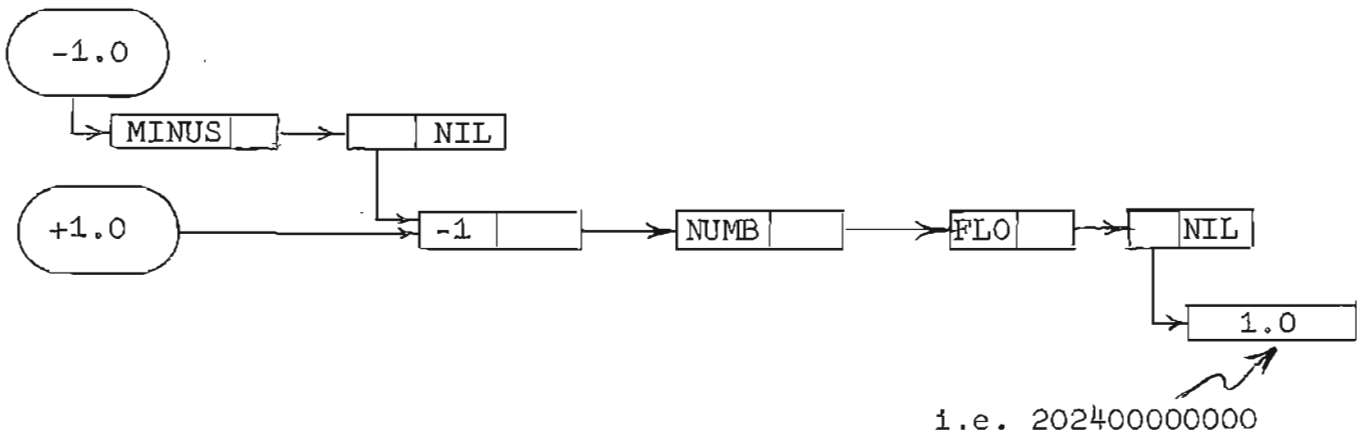 -1.0
MINUS NIL
+1.0 -1 NUMB FLO NIL
1.0
i.e. 202400000000